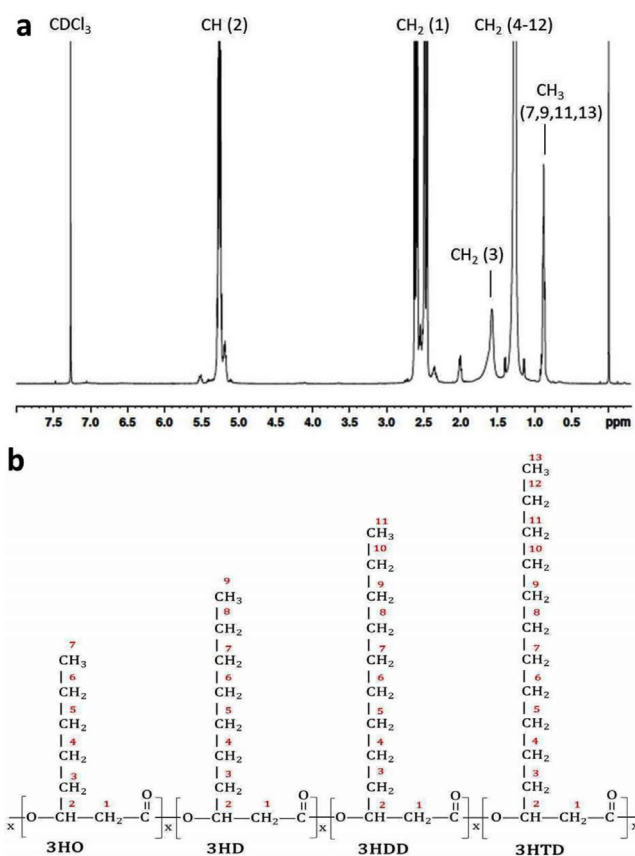 a
CDCl₃ CH (2) CH₂ (1) CH₂ (4-12)
CH₃
(7,9,11,13)
CH₂ (3)
7.5 7.0 6.5 6.0 5.5 5.0 4.5 4.0 3.5 3.0 2.5 2.0 1.5 1.0 0.5 ppm
b
13
CH₃
12
CH₂
11 11
CH₃ CH₂
10 10
CH₂ CH₂
9 9 9
CH₃ CH₂ CH₂
8 8 8
CH₂ CH₂ CH₂
7 7 7 7
CH₃ CH₂ CH₂ CH₂
6 6 6 6
CH₂ CH₂ CH₂ CH₂
5 5 5 5
CH₂ CH₂ CH₂ CH₂
4 4 4 4
CH₂ CH₂ CH₂ CH₂
3 3 3 3
CH₂ CH₂ CH₂ CH₂
O O O O
2 1 2 1 2 1 2 1
O CH CH₂ C O CH CH₂ C O CH CH₂ C O CH CH₂ C
x x x x x
3HO 3HD 3HDD 3HTD